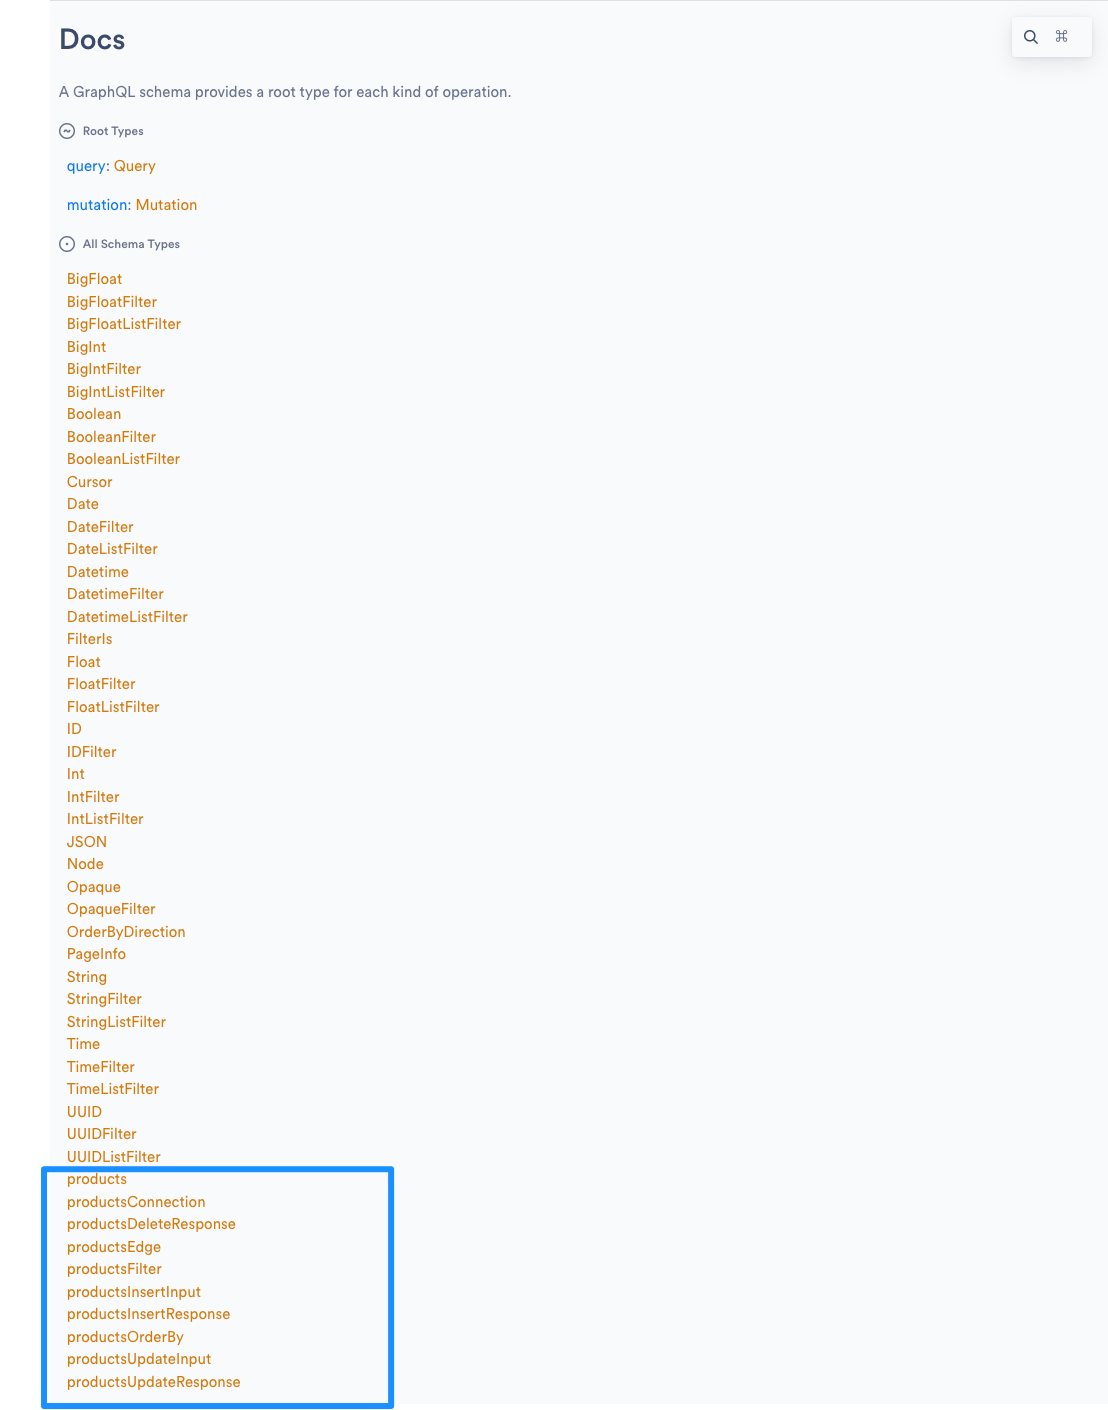 Docs
⌘
A GraphQL schema provides a root type for each kind of operation.
Root Types
query: Query
mutation: Mutation
All Schema Types
BigFloat
BigFloatFilter
BigFloatListFilter
BigInt
BigIntFilter
BigIntListFilter
Boolean
BooleanFilter
BooleanListFilter
Cursor
Date
DateFilter
DateListFilter
Datetime
DatetimeFilter
DatetimeListFilter
FilterIs
Float
FloatFilter
FloatListFilter
ID
IDFilter
Int
IntFilter
IntListFilter
JSON
Node
Opaque
OpaqueFilter
OrderByDirection
PageInfo
String
StringFilter
StringListFilter
Time
TimeFilter
TimeListFilter
UUID
UUIDFilter
UUIDListFilter
products
productsConnection
productsDeleteResponse
productsEdge
productsFilter
productsInsertInput
productsInsertResponse
productsOrderBy
productsUpdateInput
productsUpdateResponse